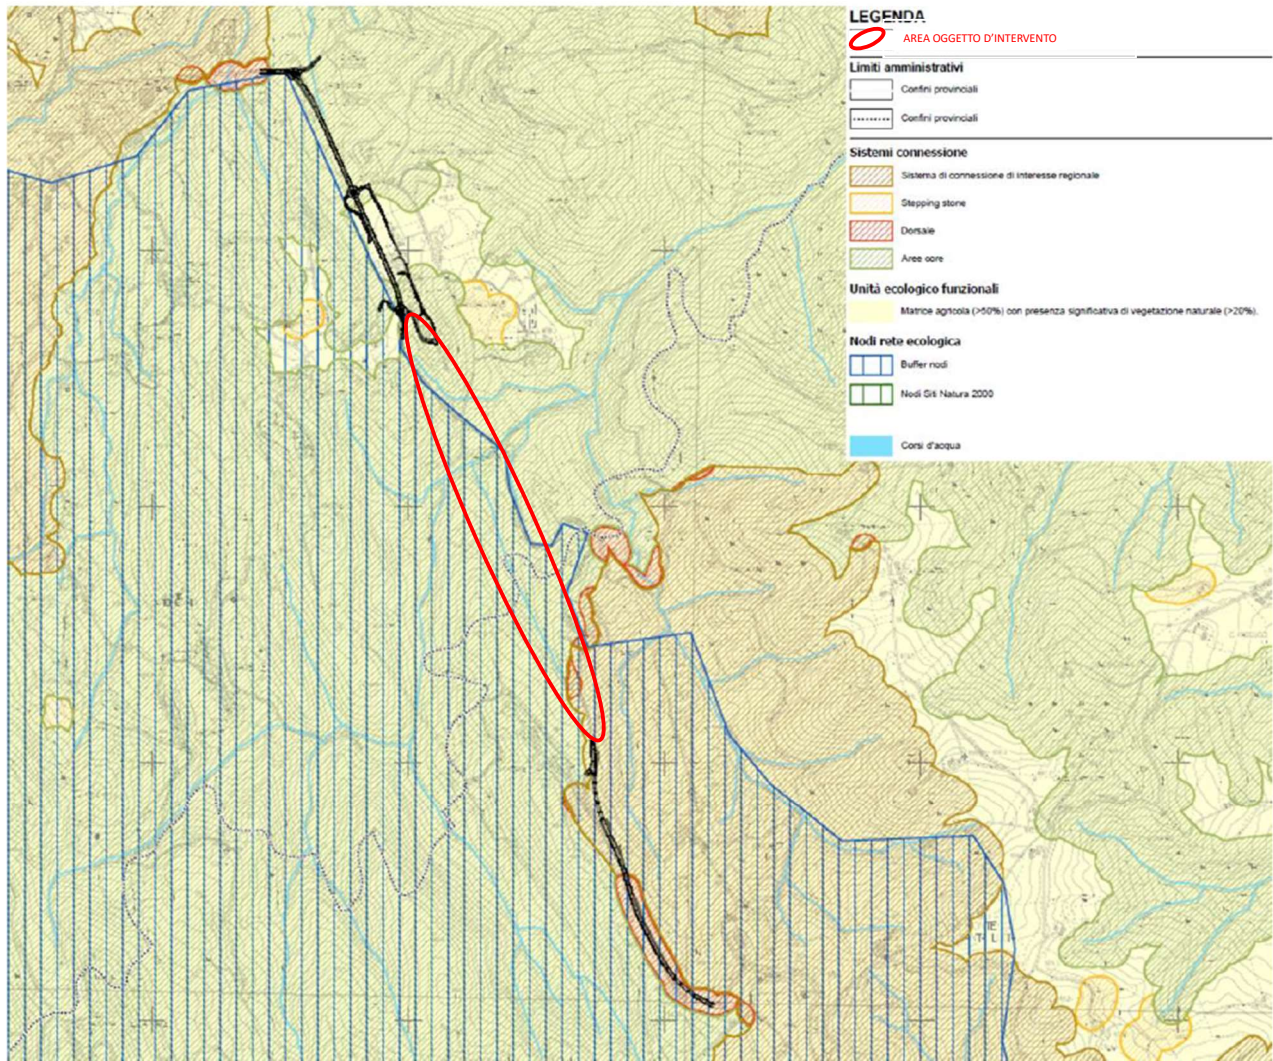 LEGENDA
AREA OGGETTO D'INTERVENTO
Limiti amministrativi
Confini provinciali
Confini provinciali
Sistemi connessione
Sistema di connessione di interesse regionale
Stepping stone
Dorsale
Aree core
Unità ecologico funzionali
Matrice agricola (>50%) con presenza significativa di vegetazione naturale (>20%).
Nodi rete ecologica
Buffer nodi
Nodi Siti Natura 2000
Corsi d'acqua